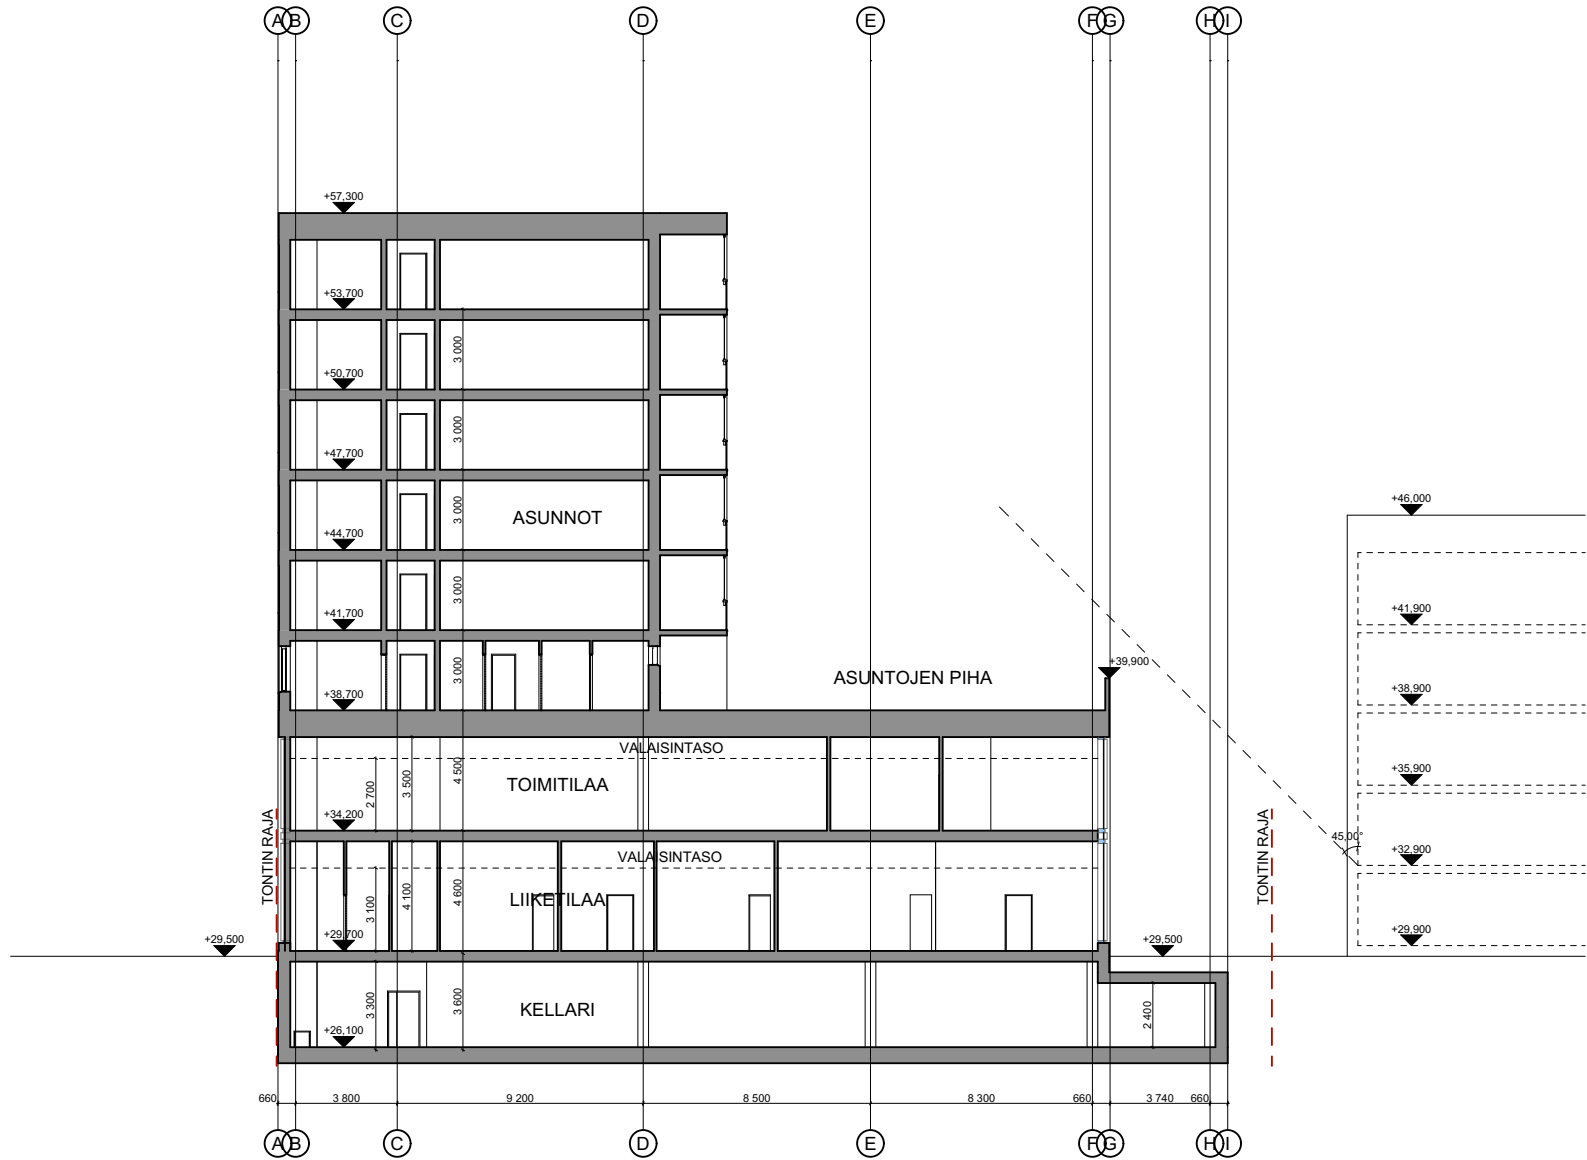 A B C D E F G H I
+57,300
+53,700
3 000
+50,700
3 000
+47,700
3 000
ASUNNOT
+46,000
+44,700
3 000
+41,700
+41,900
3 000
ASUNTOJEN PIHA
+39,900
+38,700
+38,900
VALAISINTASO
2 700
3 500
4 500
TOIMITILAA
+35,900
+34,200
TONTIN RAJA
TONTIN RAJA
45,00°
+32,900
VALAISINTASO
3 100
4 100
4 600
LIIKETILAA
+29,500
+29,700
+29,500
+29,900
3 300
3 600
KELLARI
2 400
+26,100
660 3 800 9 200 8 500 8 300 660 3 740 660
A B C D E F G H I